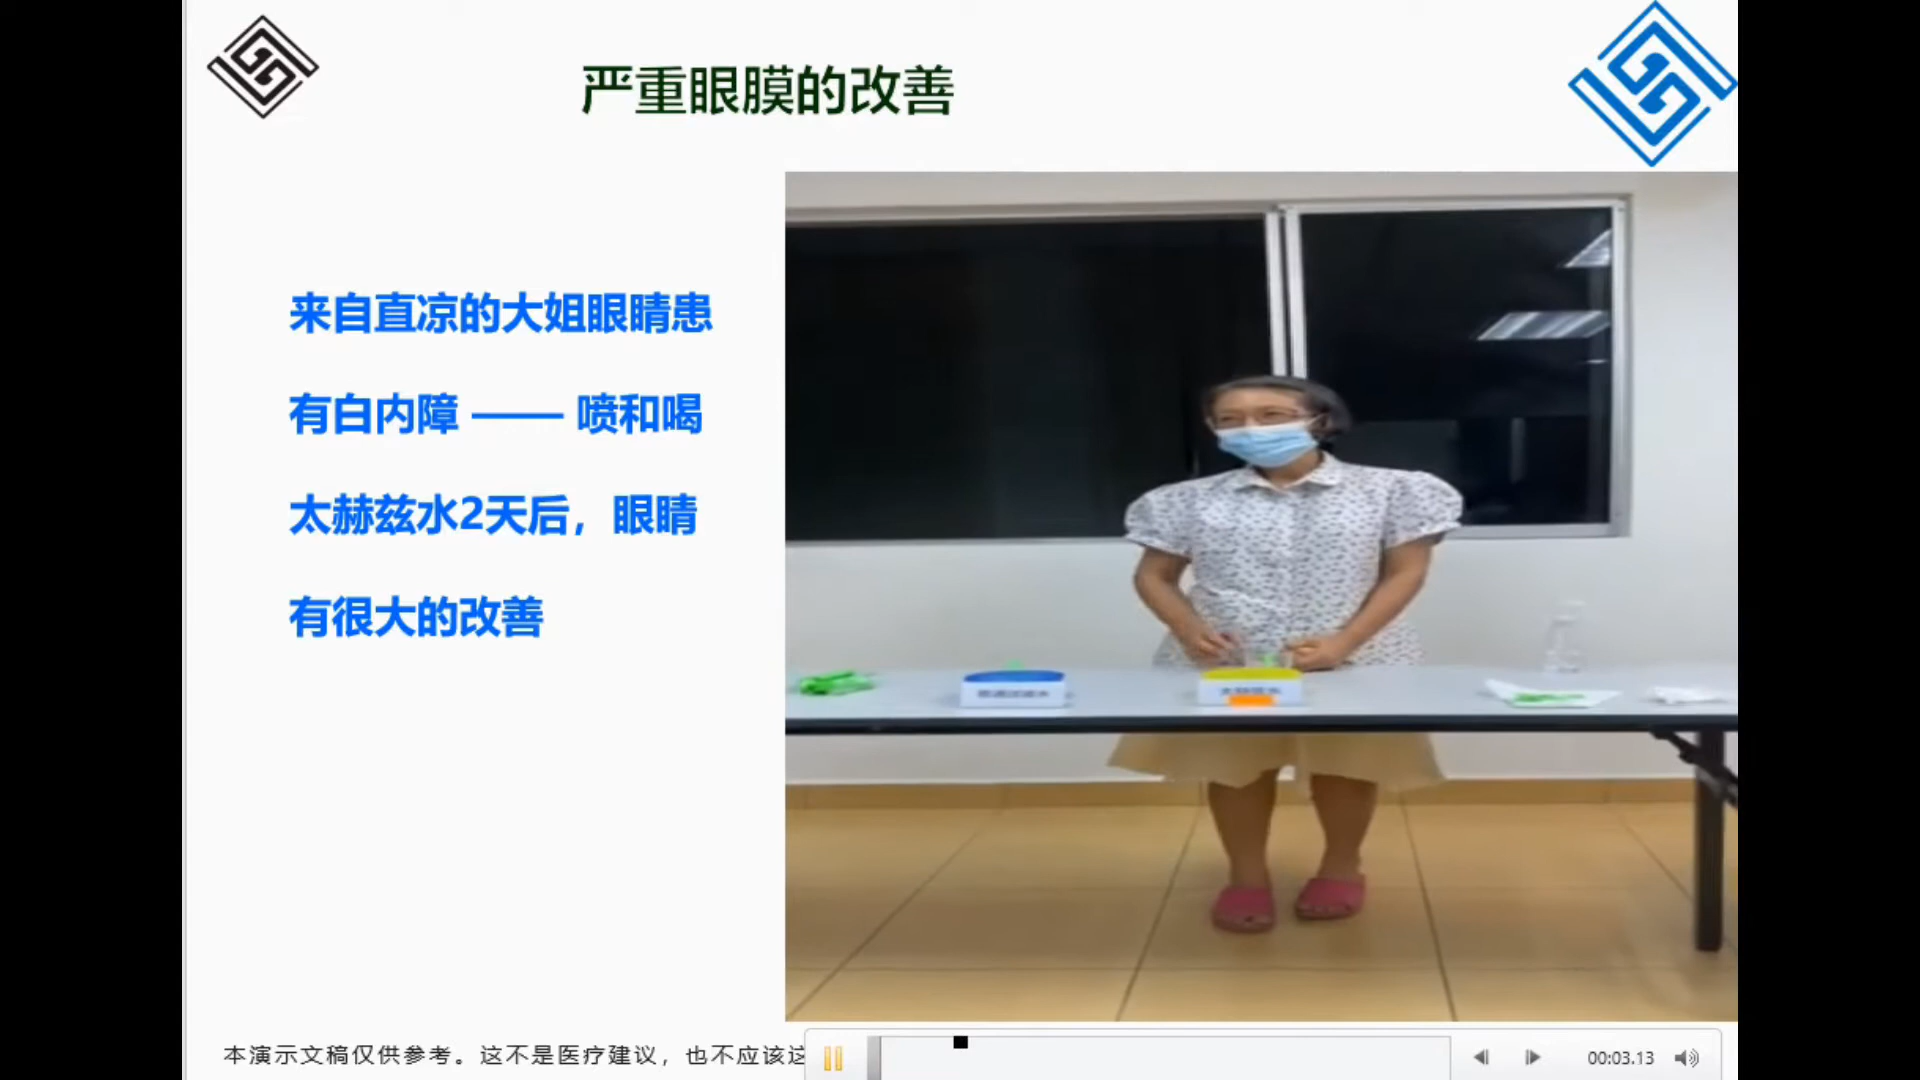 严重眼膜的改善
来自直凉的大姐眼睛患
有白内障 —— 喷和喝
太赫兹水2天后，眼睛
有很大的改善
本演示文稿仅供参考。这不是医疗建议，也不应该这
00:03.13